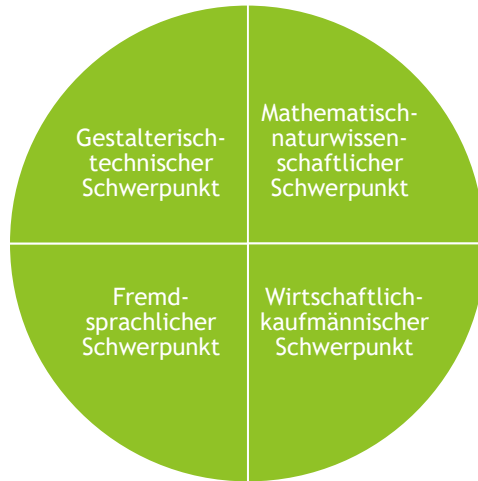 Gestalterisch-
technischer
Schwerpunkt
Mathematisch-
naturwissen-
schaftlicher
Schwerpunkt
Fremd-
sprachlicher
Schwerpunkt
Wirtschaftlich-
kaufmännischer
Schwerpunkt